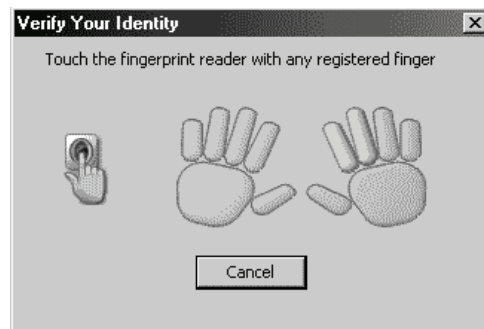 Verify Your Identity
Touch the fingerprint reader with any registered finger
Cancel